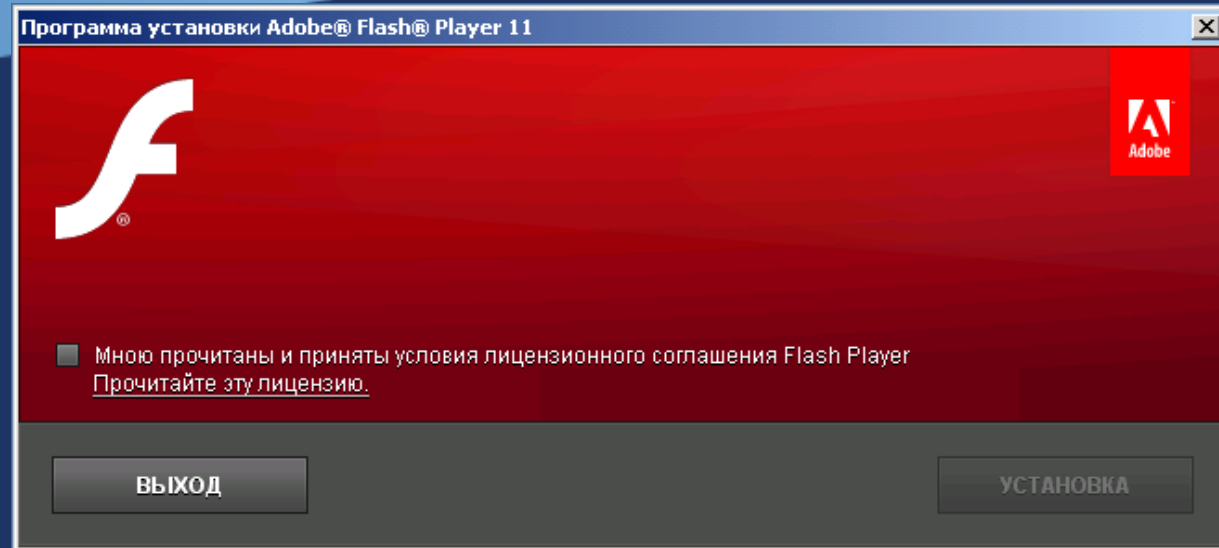 Программа установки Adobe® Flash® Player 11
Adobe
®
Мною прочитаны и приняты условия лицензионного соглашения Flash Player
Прочитайте эту лицензию.
ВЫХОД
УСТАНОВКА